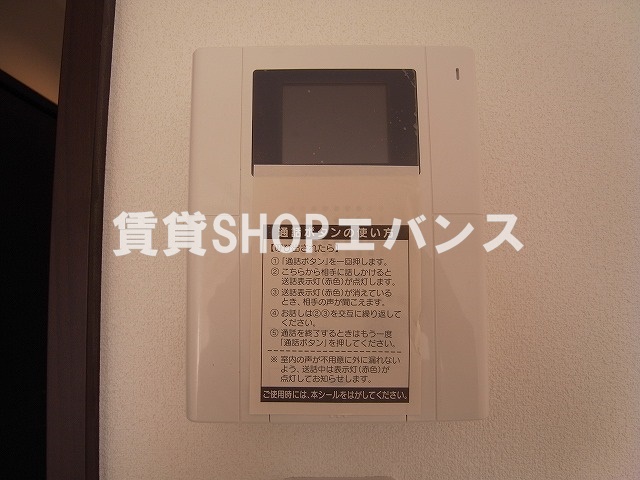 通話ボタンの使い方
賃貸SHOPエバンス
されたら
①「通話ボタン」を一回押します。
② こちらから相手に話しかけると
送話表示灯(赤色)が点灯します。
③ 送話表示灯(赤色)が消えている
とき、相手の声が聞こえます。
④ お話しは②③を交互に繰り返して
ください。
⑤ 通話を終了するときはもう一度
「通話ボタン」を押してください。
※ 室内の声が不用意に外に漏れない
よう、送話中は表示灯(赤色)が
点灯してお知らせします。
ご使用時には、本シールをはがしてください。